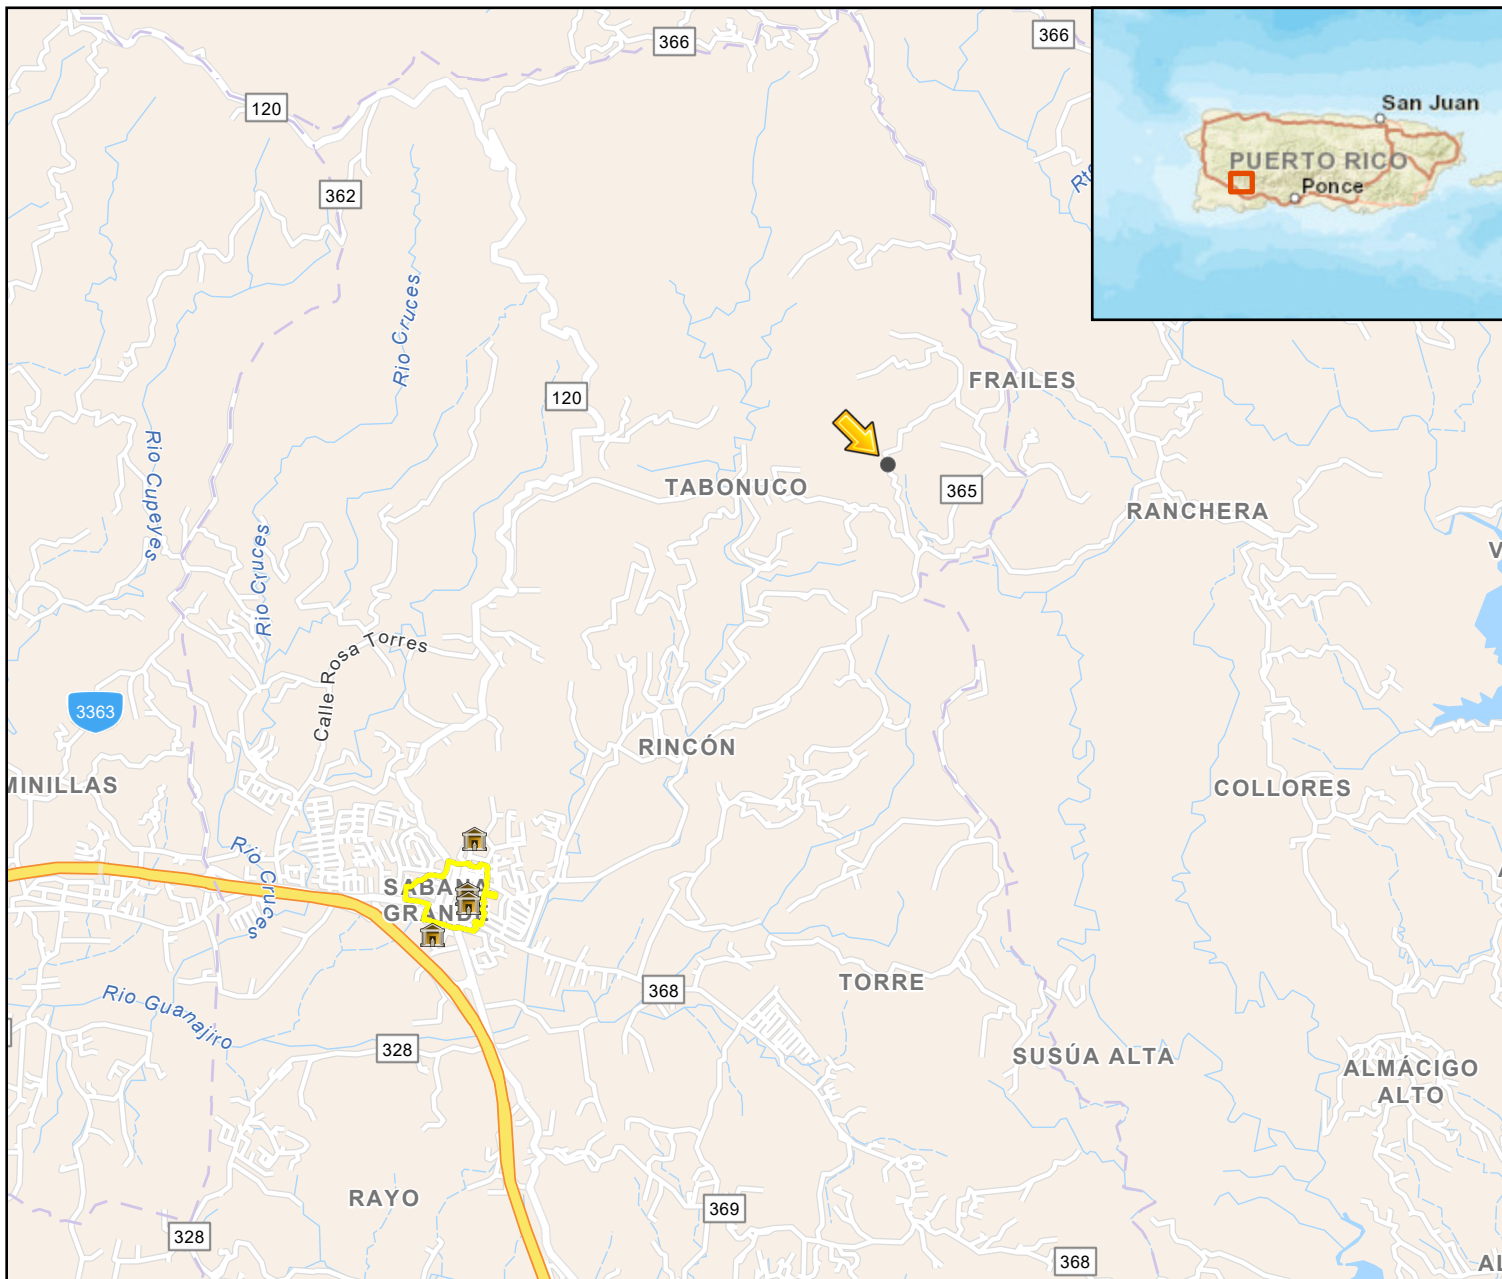 366
366
San Juan
120
PUERTO RICO
Ponce
362
Rio Cruces
FRAILES
120
Rio Cupeyes
TABONUCO
365
RANCHERA
Rio Cruces
Calle Rosa Torres
3363
RINCÓN
MINILLAS
COLLORES
Rio Cruces
SABANA
GRANDE
TORRE
368
Rio Guanajiro
328
SUSÚA ALTA
ALMÁCIGO
ALTO
RAYO
369
328
368